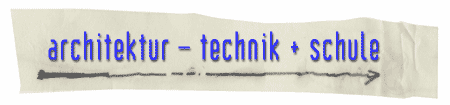 architektur – technik + schule